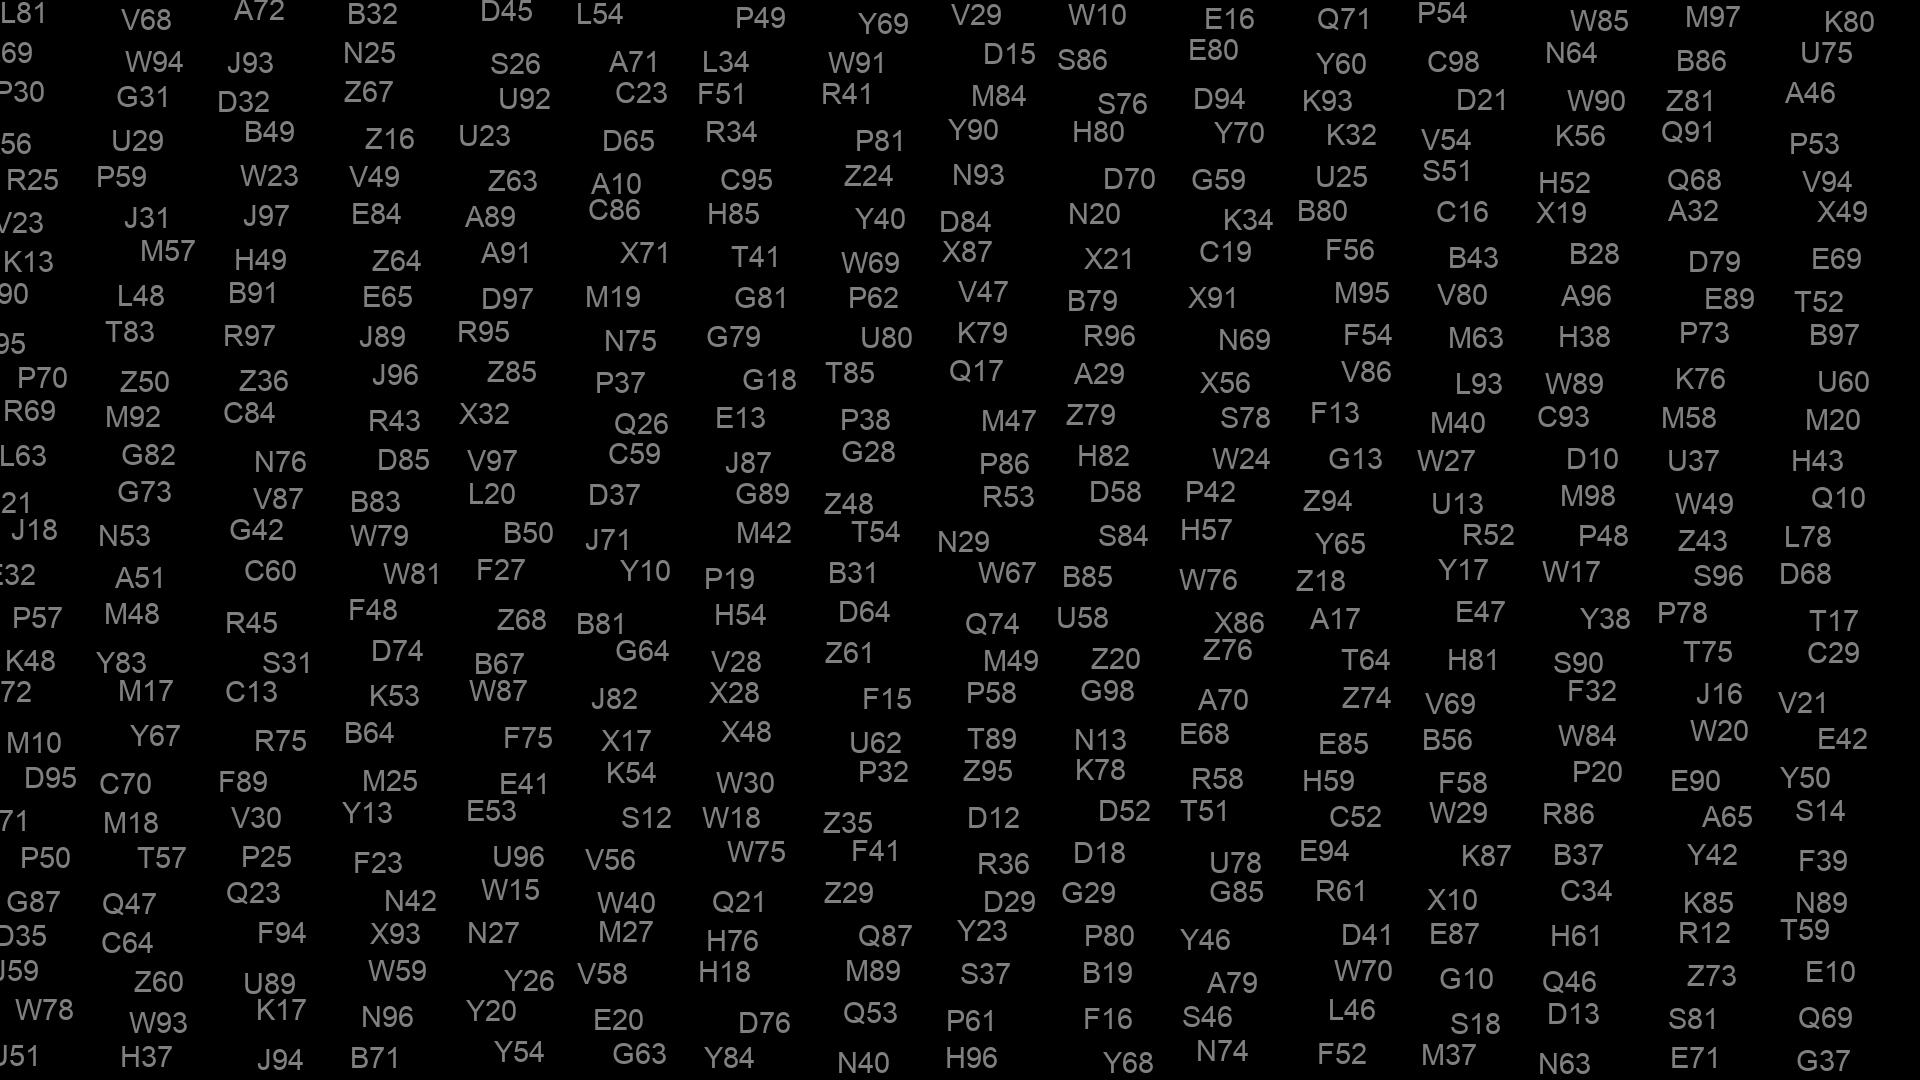 L81 V68 A72 B32 D45 L54 P49 Y69 V29 W10 E16 Q71 P54 W85 M97 K80
69 W94 J93 N25 S26 A71 L34 W91 D15 S86 E80 Y60 C98 N64 B86 U75
P30 G31 D32 Z67 U92 C23 F51 R41 M84 S76 D94 K93 D21 W90 Z81 A46
56 U29 B49 Z16 U23 D65 R34 P81 Y90 H80 Y70 K32 V54 K56 Q91 P53
R25 P59 W23 V49 Z63 A10 C95 Z24 N93 D70 G59 U25 S51 H52 Q68 V94
V23 J31 J97 E84 A89 C86 H85 Y40 D84 N20 K34 B80 C16 X19 A32 X49
K13 M57 H49 Z64 A91 X71 T41 W69 X87 X21 C19 F56 B43 B28 D79 E69
90 L48 B91 E65 D97 M19 G81 P62 V47 B79 X91 M95 V80 A96 E89 T52
95 T83 R97 J89 R95 N75 G79 U80 K79 R96 N69 F54 M63 H38 P73 B97
P70 Z50 Z36 J96 Z85 P37 G18 T85 Q17 A29 X56 V86 L93 W89 K76 U60
R69 M92 C84 R43 X32 Q26 E13 P38 M47 Z79 S78 F13 M40 C93 M58 M20
L63 G82 N76 D85 V97 C59 J87 G28 P86 H82 W24 G13 W27 D10 U37 H43
21 G73 V87 B83 L20 D37 G89 Z48 R53 D58 P42 Z94 U13 M98 W49 Q10
J18 N53 G42 W79 B50 J71 M42 T54 N29 S84 H57 Y65 R52 P48 Z43 L78
E32 A51 C60 W81 F27 Y10 P19 B31 W67 B85 W76 Z18 Y17 W17 S96 D68
P57 M48 R45 F48 Z68 B81 H54 D64 Q74 U58 X86 A17 E47 Y38 P78 T17
K48 Y83 S31 D74 B67 G64 V28 Z61 M49 Z20 Z76 T64 H81 S90 T75 C29
72 M17 C13 K53 W87 J82 X28 F15 P58 G98 A70 Z74 V69 F32 J16 V21
M10 Y67 R75 B64 F75 X17 X48 U62 T89 N13 E68 E85 B56 W84 W20 E42
D95 C70 F89 M25 E41 K54 W30 P32 Z95 K78 R58 H59 F58 P20 E90 Y50
71 M18 V30 Y13 E53 S12 W18 Z35 D12 D52 T51 C52 W29 R86 A65 S14
P50 T57 P25 F23 U96 V56 W75 F41 R36 D18 U78 E94 K87 B37 Y42 F39
G87 Q47 Q23 N42 W15 W40 Q21 Z29 D29 G29 G85 R61 X10 C34 K85 N89
D35 C64 F94 X93 N27 M27 H76 Q87 Y23 P80 Y46 D41 E87 H61 R12 T59
59 Z60 U89 W59 Y26 V58 H18 M89 S37 B19 A79 W70 G10 Q46 Z73 E10
W78 W93 K17 N96 Y20 E20 D76 Q53 P61 F16 S46 L46 S18 D13 S81 Q69
51 H37 J94 B71 Y54 G63 Y84 N40 H96 Y68 N74 F52 M37 N63 E71 G37